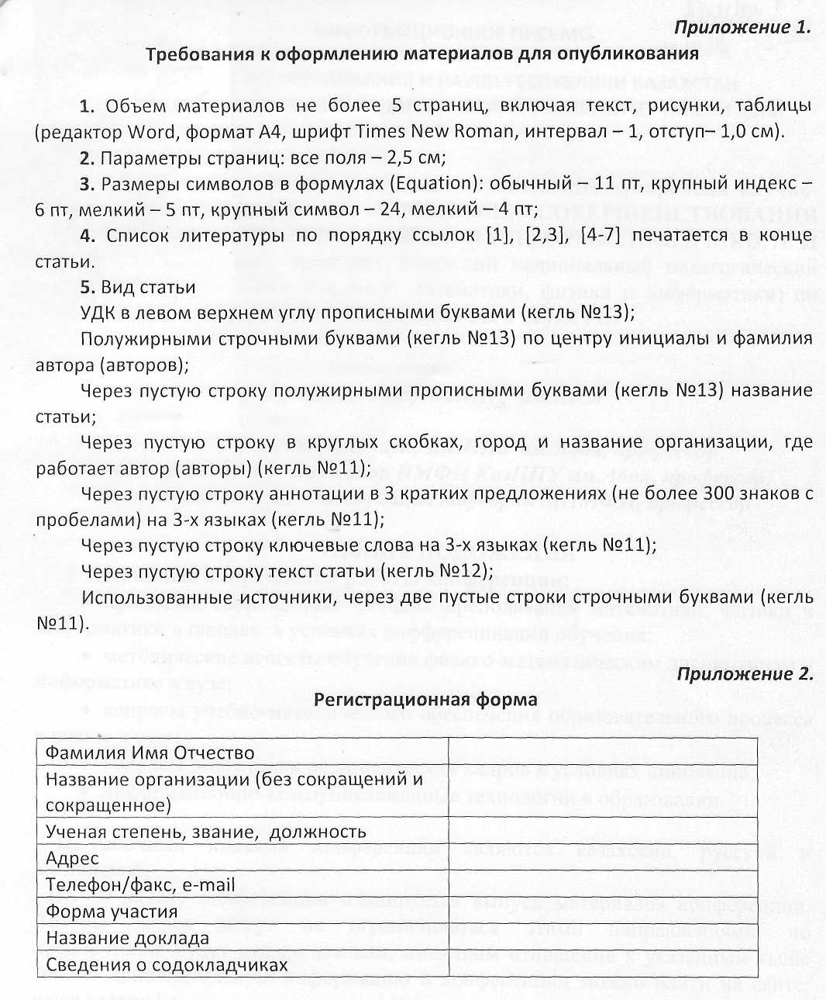 Приложение 1.
Требования к оформлению материалов для опубликования
1. Объем материалов не более 5 страниц, включая текст, рисунки, таблицы
(редактор Word, формат А4, шрифт Times New Roman, интервал – 1, отступ– 1,0 см).
2. Параметры страниц: все поля – 2,5 см;
3. Размеры символов в формулах (Equation): обычный – 11 пт, крупный индекс –
6 пт, мелкий – 5 пт, крупный символ – 24, мелкий – 4 пт;
4. Список литературы по порядку ссылок [1], [2,3], [4-7] печатается в конце
статьи.
5. Вид статьи
УДК в левом верхнем углу прописными буквами (кегль №13);
Полужирными строчными буквами (кегль №13) по центру инициалы и фамилия
автора (авторов);
Через пустую строку полужирными прописными буквами (кегль №13) название
статьи;
Через пустую строку в круглых скобках, город и название организации, где
работает автор (авторы) (кегль №11);
Через пустую строку аннотации в 3 кратких предложениях (не более 300 знаков с
пробелами) на 3-х языках (кегль №11);
Через пустую строку ключевые слова на 3-х языках (кегль №11);
Через пустую строку текст статьи (кегль №12);
Использованные источники, через две пустые строки строчными буквами (кегль
№11).
Приложение 2.
Регистрационная форма
Фамилия Имя Отчество
Название организации (без сокращений и
сокращенное)
Ученая степень, звание, должность
Адрес
Телефон/факс, e-mail
Форма участия
Название доклада
Сведения о содокладчиках